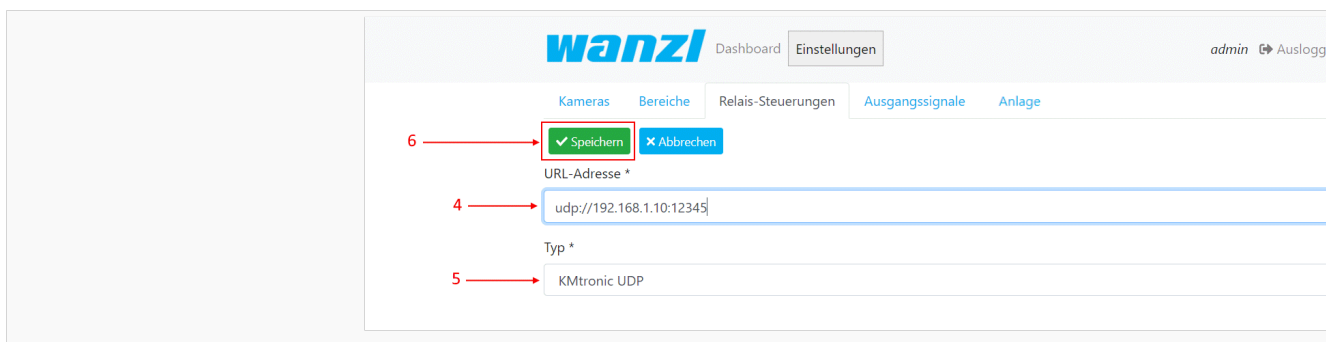 wanzl Dashboard Einstellungen admin Auslogg
Kameras Bereiche Relais-Steuerungen Ausgangssignale Anlage
6 Speichern Abbrechen
URL-Adresse *
4 udp://192.168.1.10:12345
Typ *
5 KMtronic UDP